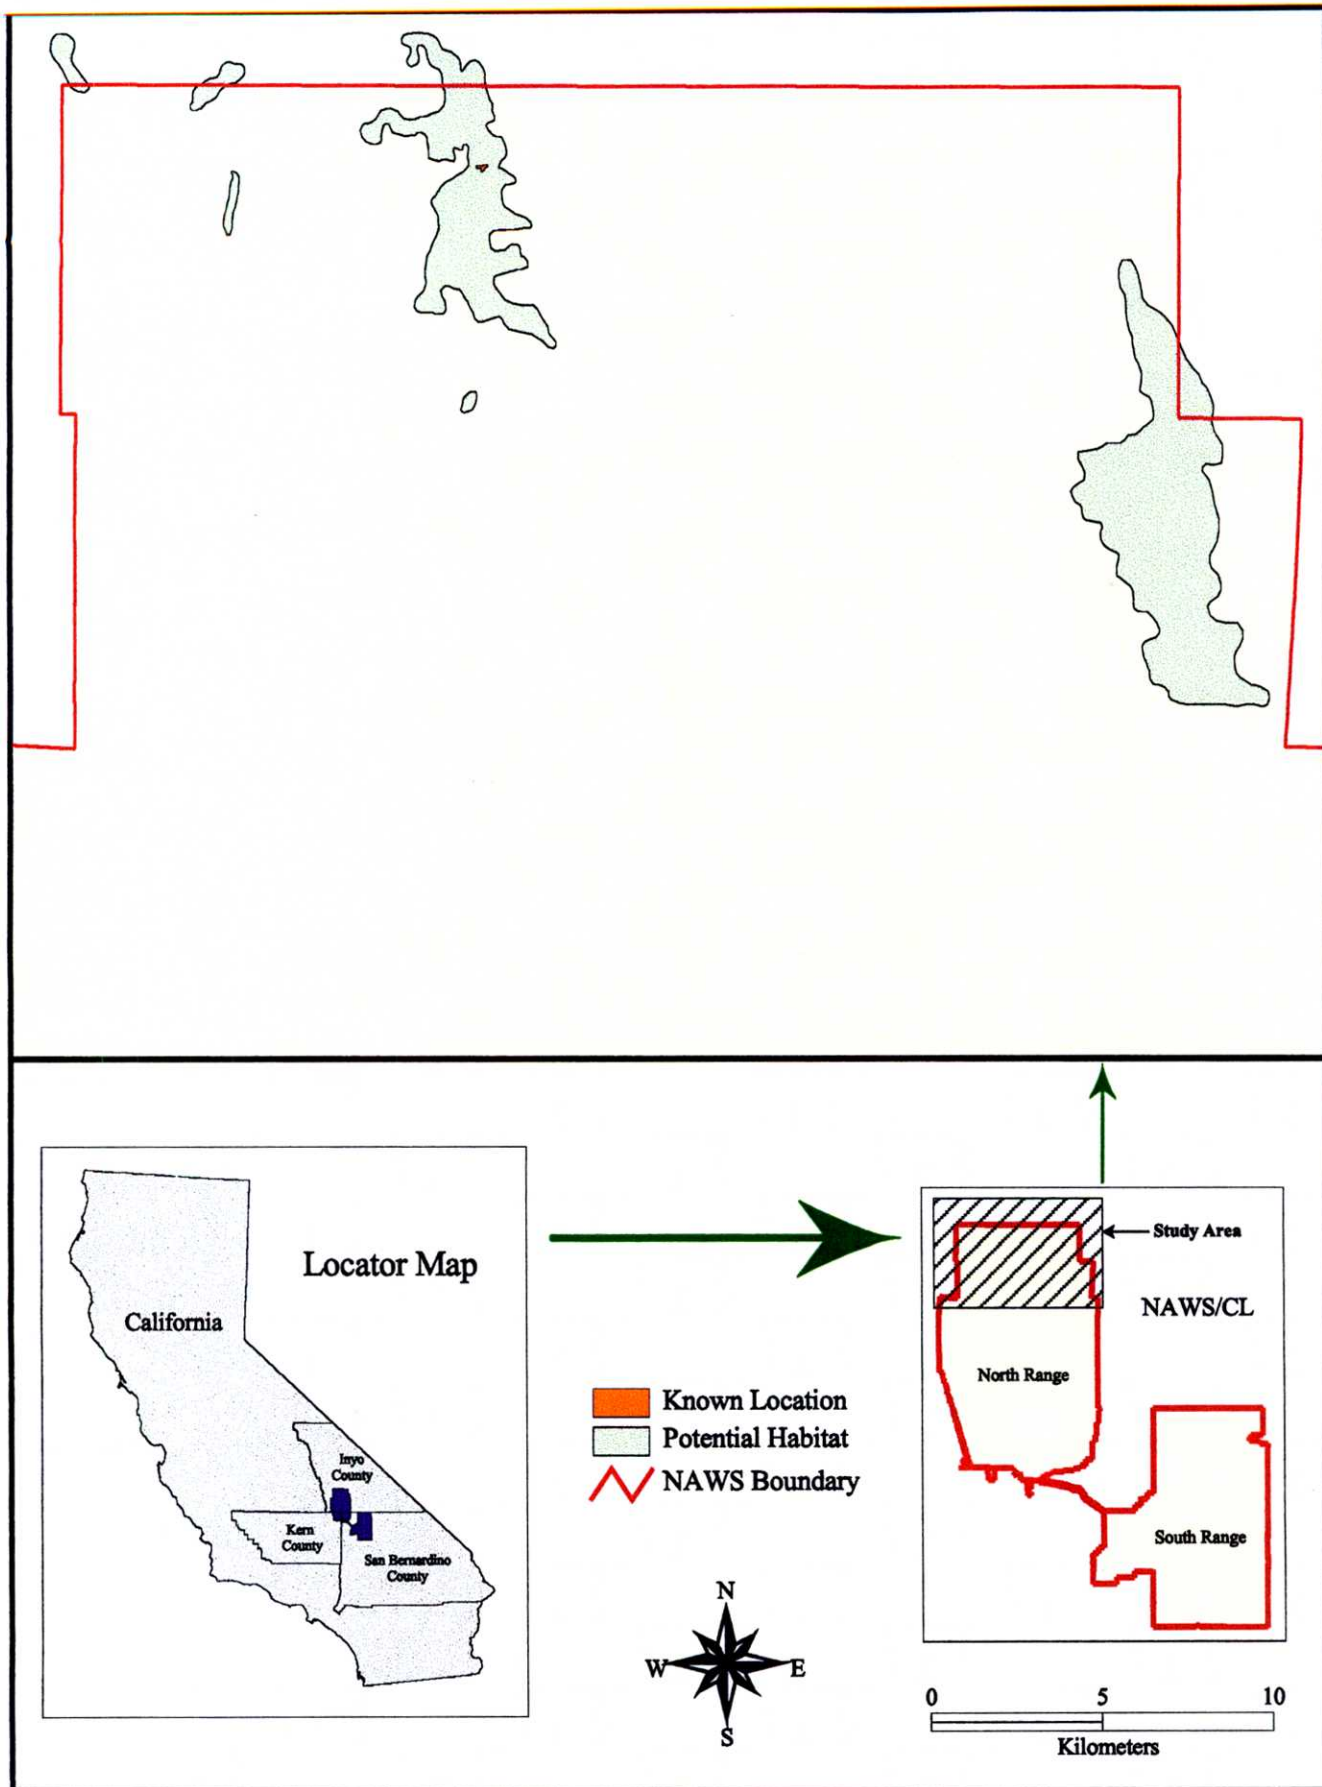 Locator Map
California
Inyo
County
Kern
County
San Bernardino
County
Known Location
Potential Habitat
NAWS Boundary
N
W
E
S
Study Area
NAWS/CL
North Range
South Range
0 5 10
Kilometers